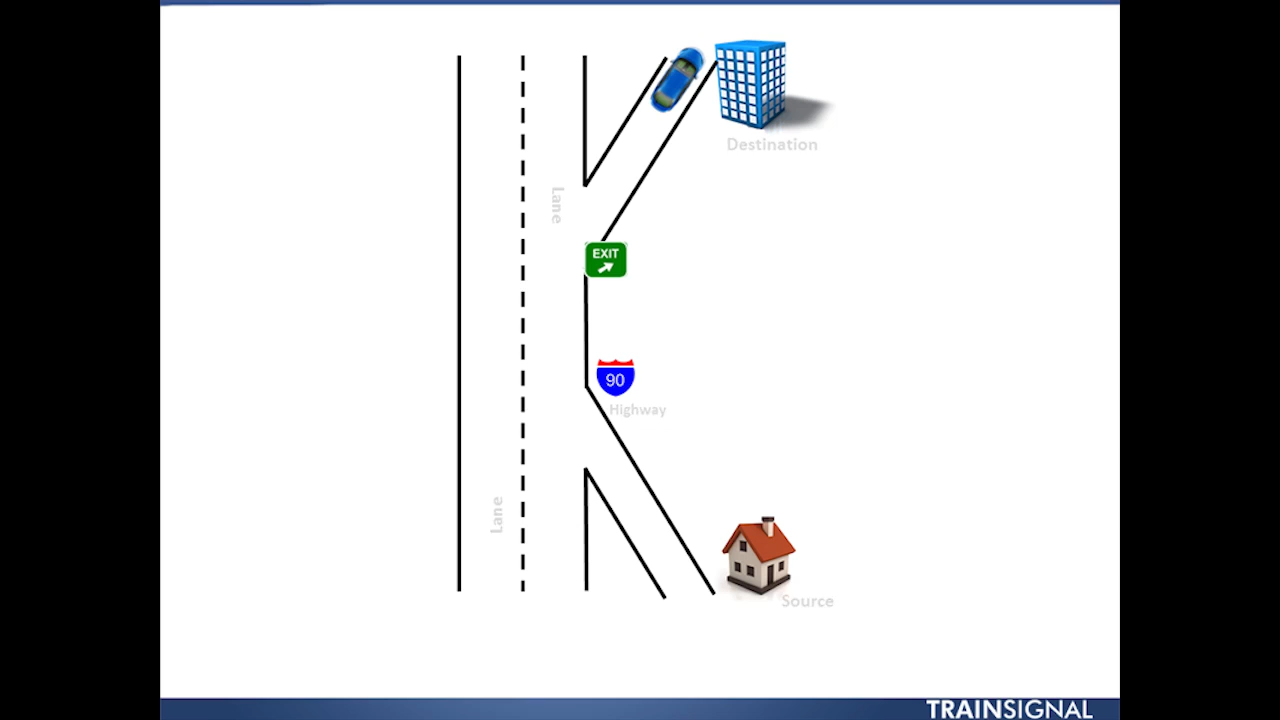 Destination
Lane
EXIT
90
Highway
Lane
Source
TRAINSIGNAL